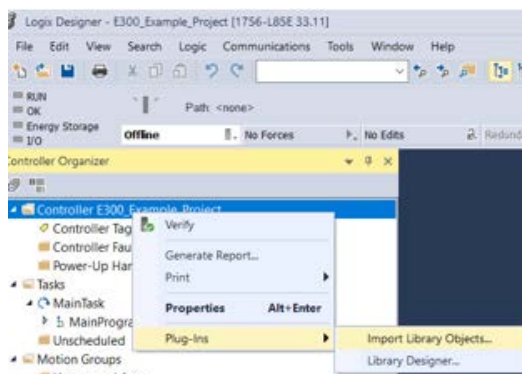 Logix Designer - E300_Example_Project [1756-L85E 33.11]
File Edit View Search Logic Communications Tools Window Help
RUN
OK
Energy Storage
I/O
Path: <none>
Offline No Forces No Edits Redund
Controller Organizer
Controller E300_Example_Project
Controller Tag
Controller Fau
Power-Up Har
Tasks
MainTask
MainProgra
Unscheduled
Motion Groups
Verify
Generate Report...
Print
Properties Alt+Enter
Plug-Ins
Import Library Objects...
Library Designer...